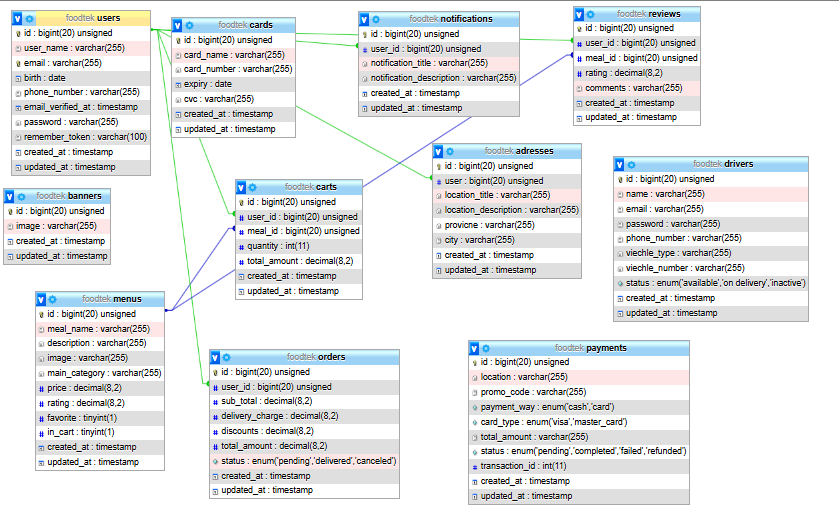 foodtek users
id : bigint(20) unsigned
user_name : varchar(255)
email : varchar(255)
birth : date
phone_number : varchar(255)
email_verified_at : timestamp
password : varchar(255)
remember_token : varchar(100)
created_at : timestamp
updated_at : timestamp
foodtek cards
id : bigint(20) unsigned
card_name : varchar(255)
card_number : varchar(255)
expiry : date
cvc : varchar(255)
created_at : timestamp
updated_at : timestamp
foodtek notifications
id : bigint(20) unsigned
user_id : bigint(20) unsigned
notification_title : varchar(255)
notification_description : varchar(255)
created_at : timestamp
updated_at : timestamp
foodtek reviews
id : bigint(20) unsigned
user_id : bigint(20) unsigned
meal_id : bigint(20) unsigned
rating : decimal(8,2)
comments : varchar(255)
created_at : timestamp
updated_at : timestamp
foodtek banners
id : bigint(20) unsigned
image : varchar(255)
created_at : timestamp
updated_at : timestamp
foodtek carts
id : bigint(20) unsigned
user_id : bigint(20) unsigned
meal_id : bigint(20) unsigned
quantity : int(11)
total_amount : decimal(8,2)
created_at : timestamp
updated_at : timestamp
foodtek adresses
id : bigint(20) unsigned
user : bigint(20) unsigned
location_title : varchar(255)
location_description : varchar(255)
provione : varchar(255)
city : varchar(255)
created_at : timestamp
updated_at : timestamp
foodtek drivers
id : bigint(20) unsigned
name : varchar(255)
email : varchar(255)
password : varchar(255)
phone_number : varchar(255)
viechle_type : varchar(255)
viechle_number : varchar(255)
status : enum('available','on delivery','inactive')
created_at : timestamp
updated_at : timestamp
foodtek menus
id : bigint(20) unsigned
meal_name : varchar(255)
description : varchar(255)
image : varchar(255)
main_category : varchar(255)
price : decimal(8,2)
rating : decimal(8,2)
favorite : tinyint(1)
in_cart : tinyint(1)
created_at : timestamp
updated_at : timestamp
foodtek orders
id : bigint(20) unsigned
user_id : bigint(20) unsigned
sub_total : decimal(8,2)
delivery_charge : decimal(8,2)
discounts : decimal(8,2)
total_amount : decimal(8,2)
status : enum('pending','delivered','canceled')
created_at : timestamp
updated_at : timestamp
foodtek payments
id : bigint(20) unsigned
location : varchar(255)
promo_code : varchar(255)
payment_way : enum('cash','card')
card_type : enum('visa','master_card')
total_amount : varchar(255)
status : enum('pending','completed','failed','refunded')
transaction_id : int(11)
created_at : timestamp
updated_at : timestamp